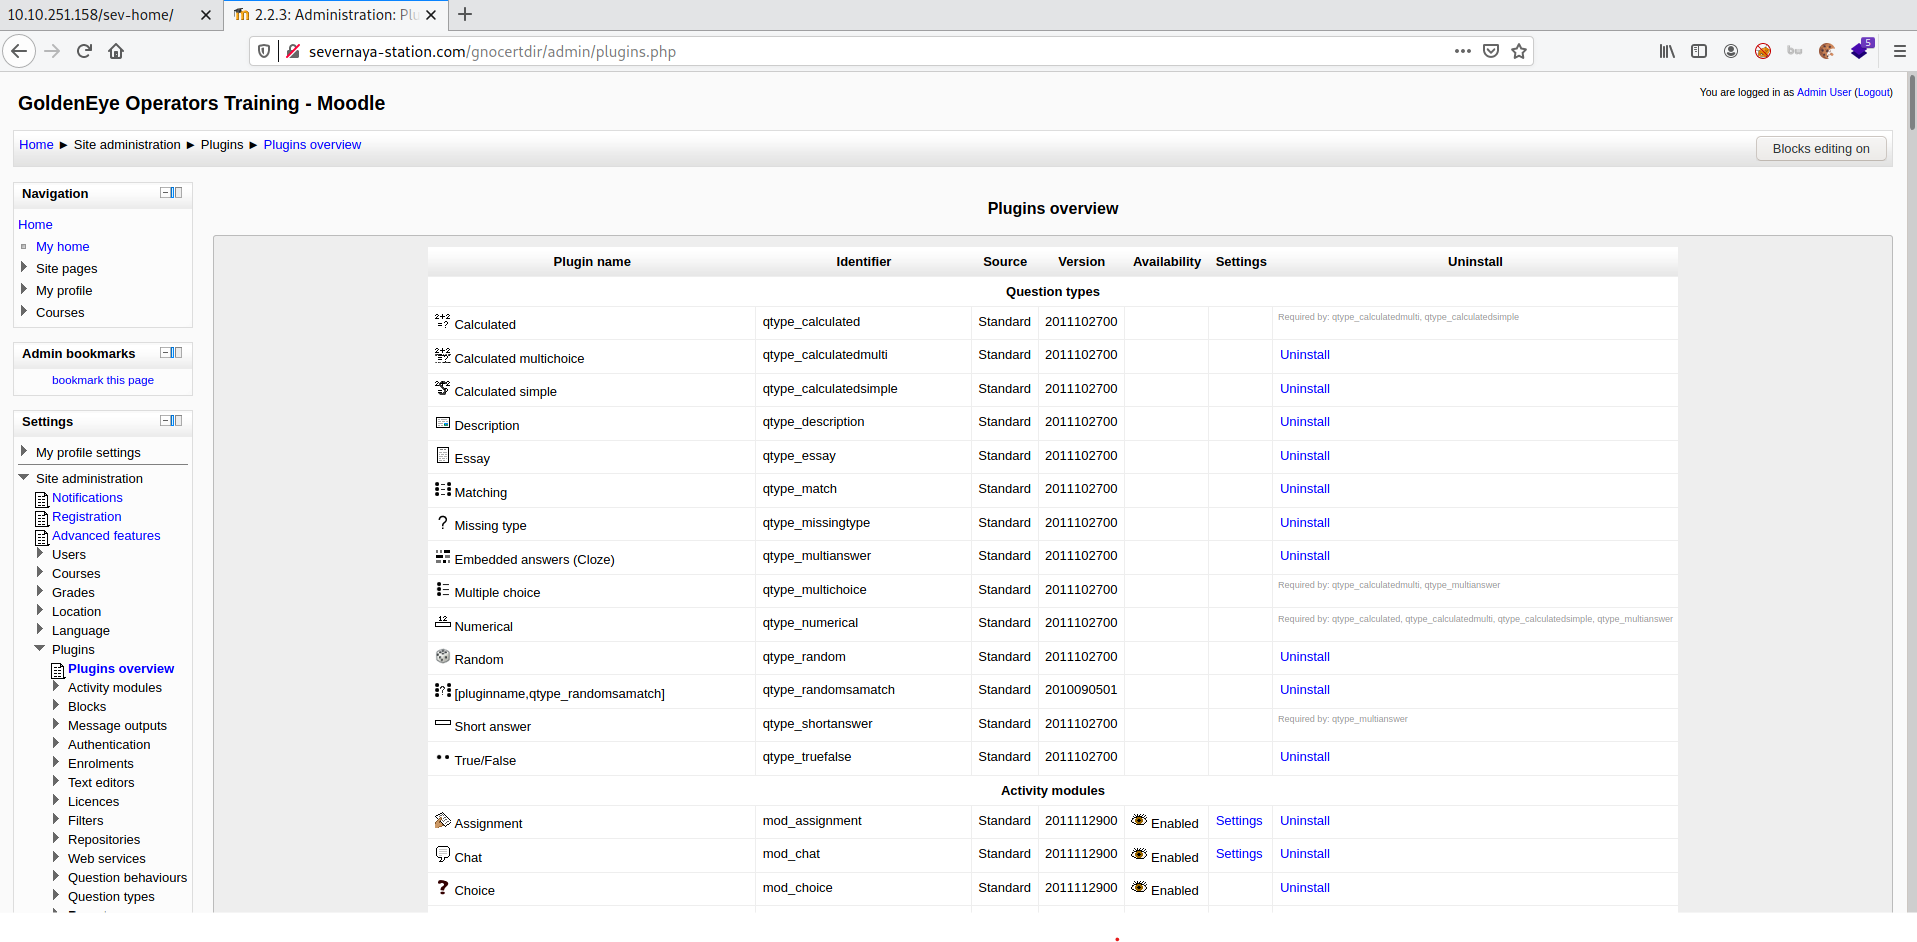 10.10.251.158/sev-home/
2.2.3: Administration: Plu
severnaya-station.com/gnocertdir/admin/plugins.php
5
GoldenEye Operators Training - Moodle
You are logged in as Admin User (Logout)
Home ► Site administration ► Plugins ► Plugins overview
Blocks editing on
Navigation
Home
My home
Site pages
My profile
Courses
Admin bookmarks
bookmark this page
Settings
My profile settings
Site administration
Notifications
Registration
Advanced features
Users
Courses
Grades
Location
Language
Plugins
Plugins overview
Activity modules
Blocks
Message outputs
Authentication
Enrolments
Text editors
Licences
Filters
Repositories
Web services
Question behaviours
Question types
Plugins overview
Plugin name Identifier Source Version Availability Settings Uninstall
Question types
Calculated qtype_calculated Standard 2011102700 Required by: qtype_calculatedmulti, qtype_calculatedsimple
Calculated multichoice qtype_calculatedmulti Standard 2011102700 Uninstall
Calculated simple qtype_calculatedsimple Standard 2011102700 Uninstall
Description qtype_description Standard 2011102700 Uninstall
Essay qtype_essay Standard 2011102700 Uninstall
Matching qtype_match Standard 2011102700 Uninstall
Missing type qtype_missingtype Standard 2011102700 Uninstall
Embedded answers (Cloze) qtype_multianswer Standard 2011102700 Uninstall
Multiple choice qtype_multichoice Standard 2011102700 Required by: qtype_calculatedmulti, qtype_multianswer
Numerical qtype_numerical Standard 2011102700 Required by: qtype_calculated, qtype_calculatedmulti, qtype_calculatedsimple, qtype_multianswer
Random qtype_random Standard 2011102700 Uninstall
[pluginname,qtype_randomsamatch] qtype_randomsamatch Standard 2010090501 Uninstall
Short answer qtype_shortanswer Standard 2011102700 Required by: qtype_multianswer
True/False qtype_truefalse Standard 2011102700 Uninstall
Activity modules
Assignment mod_assignment Standard 2011112900 Enabled Settings Uninstall
Chat mod_chat Standard 2011112900 Enabled Settings Uninstall
Choice mod_choice Standard 2011112900 Enabled Uninstall